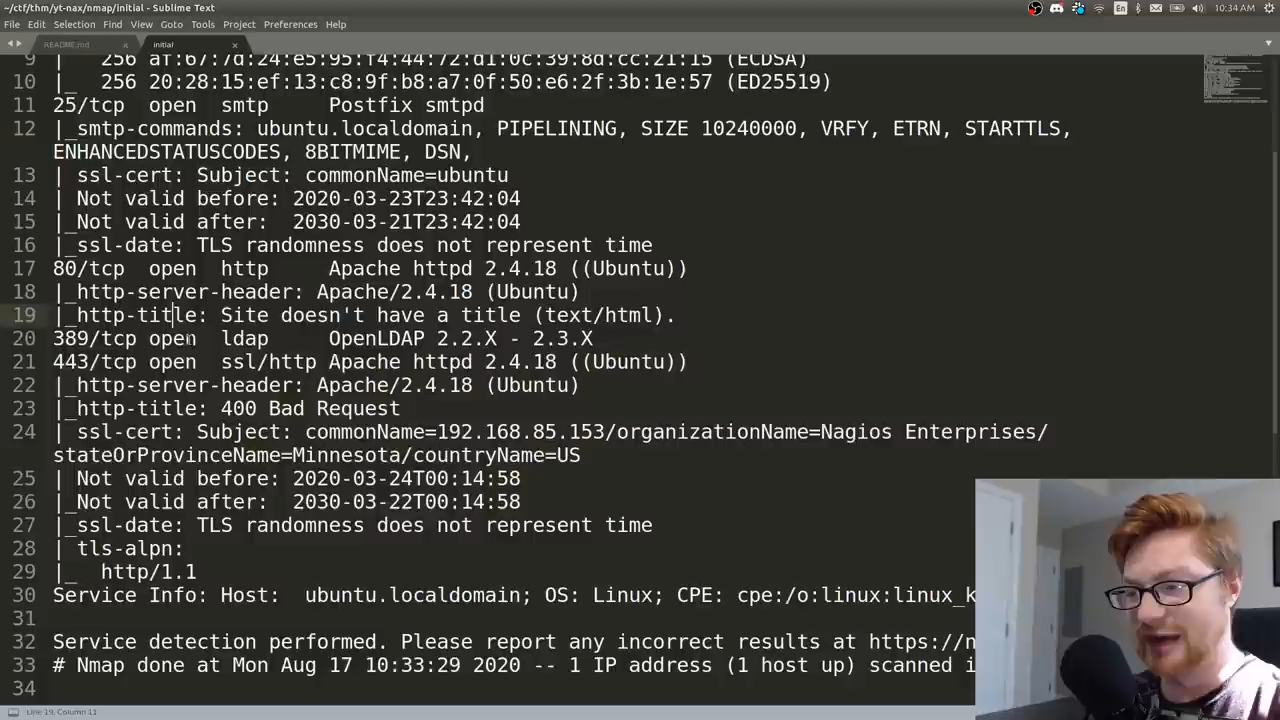 ~/ctf/thm/yt-nax/nmap/initial - Sublime Text
En
10:34 AM
File Edit Selection Find View Goto Tools Project Preferences Help
README.md × initial ×
9 |   256 af:67:7d:24:e5:95:f4:44:72:d1:0c:39:8d:cc:21:15 (ECDSA)
10 |_  256 20:28:15:ef:13:c8:9f:b8:a7:0f:50:e6:2f:3b:1e:57 (ED25519)
11 25/tcp  open  smtp     Postfix smtpd
12 |_smtp-commands: ubuntu.localdomain, PIPELINING, SIZE 10240000, VRFY, ETRN, STARTTLS,
ENHANCEDSTATUSCODES, 8BITMIME, DSN,
13 | ssl-cert: Subject: commonName=ubuntu
14 | Not valid before: 2020-03-23T23:42:04
15 |_Not valid after:  2030-03-21T23:42:04
16 |_ssl-date: TLS randomness does not represent time
17 80/tcp  open  http     Apache httpd 2.4.18 ((Ubuntu))
18 |_http-server-header: Apache/2.4.18 (Ubuntu)
19 |_http-title: Site doesn't have a title (text/html).
20 389/tcp open  ldap     OpenLDAP 2.2.X - 2.3.X
21 443/tcp open  ssl/http Apache httpd 2.4.18 ((Ubuntu))
22 |_http-server-header: Apache/2.4.18 (Ubuntu)
23 |_http-title: 400 Bad Request
24 | ssl-cert: Subject: commonName=192.168.85.153/organizationName=Nagios Enterprises/
stateOrProvinceName=Minnesota/countryName=US
25 | Not valid before: 2020-03-24T00:14:58
26 |_Not valid after:  2030-03-22T00:14:58
27 |_ssl-date: TLS randomness does not represent time
28 | tls-alpn:
29 |_  http/1.1
30 Service Info: Host:  ubuntu.localdomain; OS: Linux; CPE: cpe:/o:linux:linux_k
31
32 Service detection performed. Please report any incorrect results at https://n
33 # Nmap done at Mon Aug 17 10:33:29 2020 -- 1 IP address (1 host up) scanned i
34
Line 19, Column 11